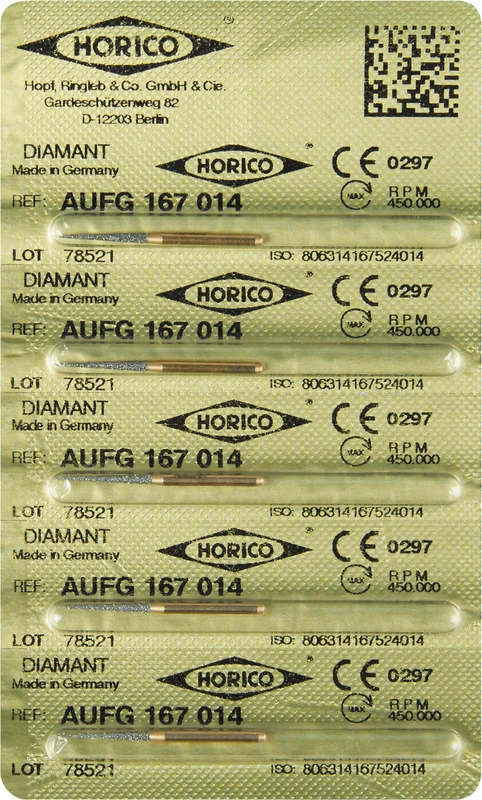 HORICO ®
Hopf, Ringleb & Co. GmbH & Cie.
Gardeschützenweg 82
D-12203 Berlin
DIAMANT
Made in Germany
HORICO ®
CE 0297
REF: AUFG 167 014
MAX RPM
450.000
LOT 78521 ISO: 806314167524014
DIAMANT
Made in Germany
HORICO ®
CE 0297
REF: AUFG 167 014
MAX RPM
450.000
LOT 78521 ISO: 806314167524014
DIAMANT
Made in Germany
HORICO ®
CE 0297
REF: AUFG 167 014
MAX RPM
450.000
LOT 78521 ISO: 806314167524014
DIAMANT
Made in Germany
HORICO ®
CE 0297
REF: AUFG 167 014
MAX RPM
450.000
LOT 78521 ISO: 806314167524014
DIAMANT
Made in Germany
HORICO ®
CE 0297
REF: AUFG 167 014
MAX RPM
450.000
LOT 78521 ISO: 806314167524014